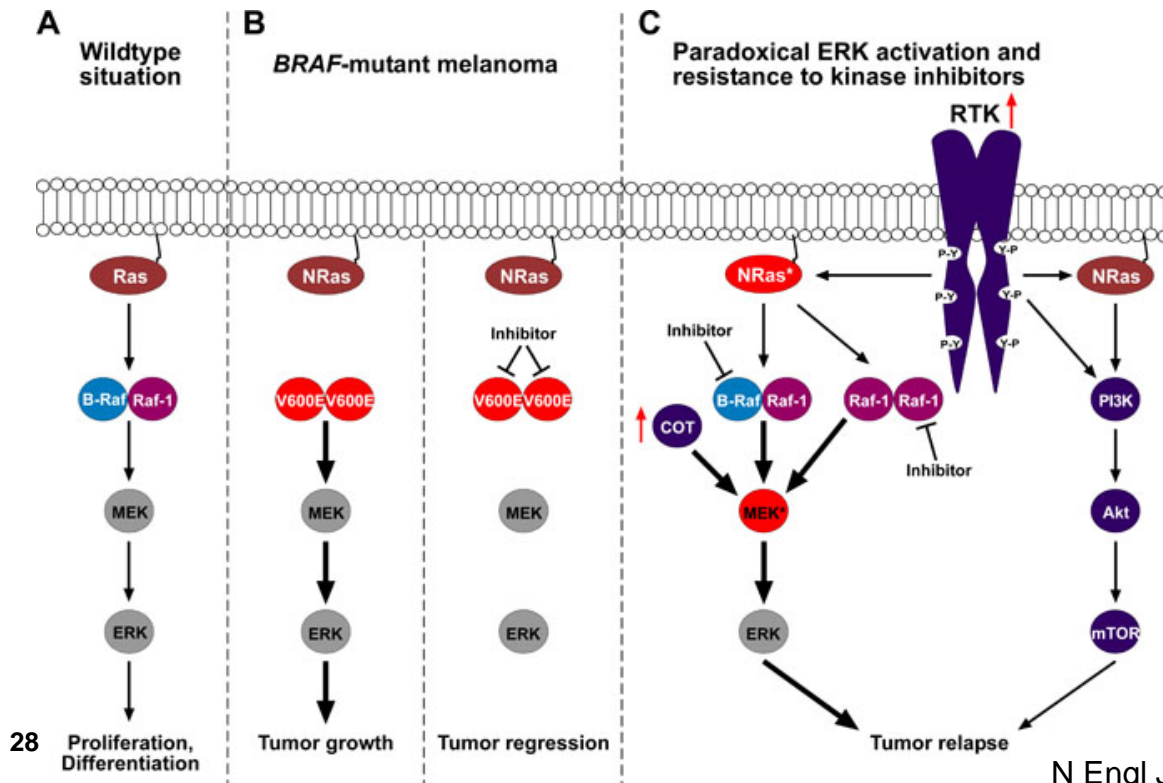 A
Wildtype
situation
Ras
B-Raf Raf-1
MEK
ERK
Proliferation,
Differentiation
B
BRAF-mutant melanoma
NRas
V600E V600E
MEK
ERK
Tumor growth
NRas
Inhibitor
V600E V600E
MEK
ERK
Tumor regression
C
Paradoxical ERK activation and
resistance to kinase inhibitors
RTK
P-Y Y-P
P-Y Y-P
P-Y Y-P
NRas*
NRas
Inhibitor
B-Raf Raf-1
Raf-1 Raf-1
COT
Inhibitor
MEK*
ERK
PI3K
Akt
mTOR
Tumor relapse
28
N Engl J